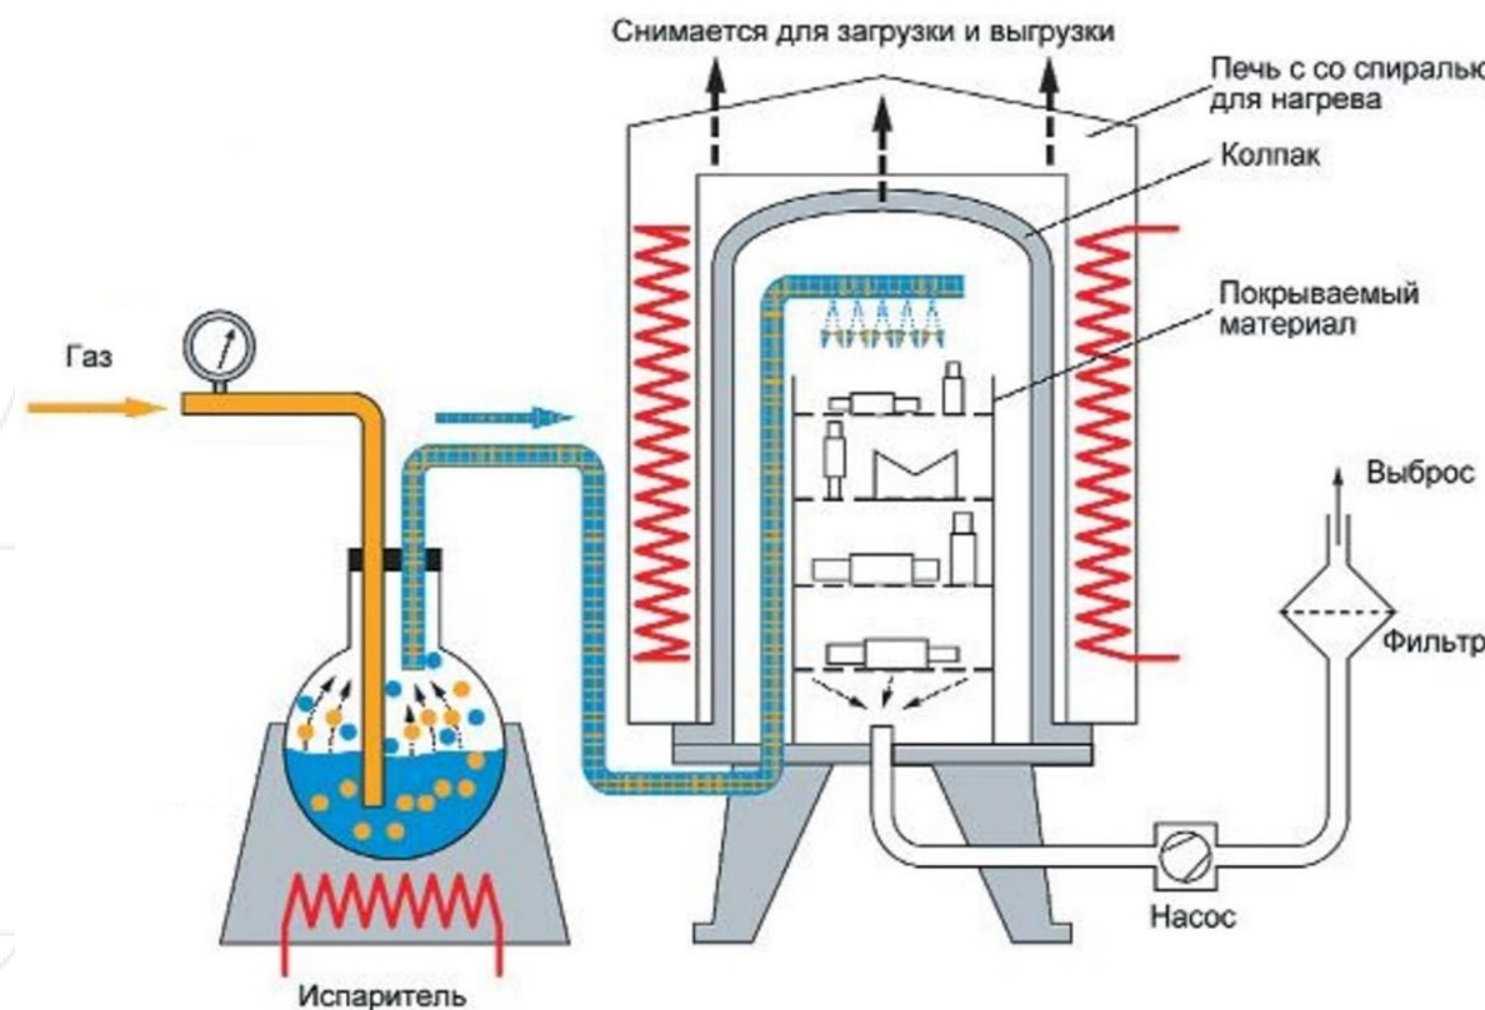 Снимается для загрузки и выгрузки
Печь с со спиралью
для нагрева
Колпак
Покрываемый
материал
Газ
Выброс
Фильтр
Насос
Испаритель